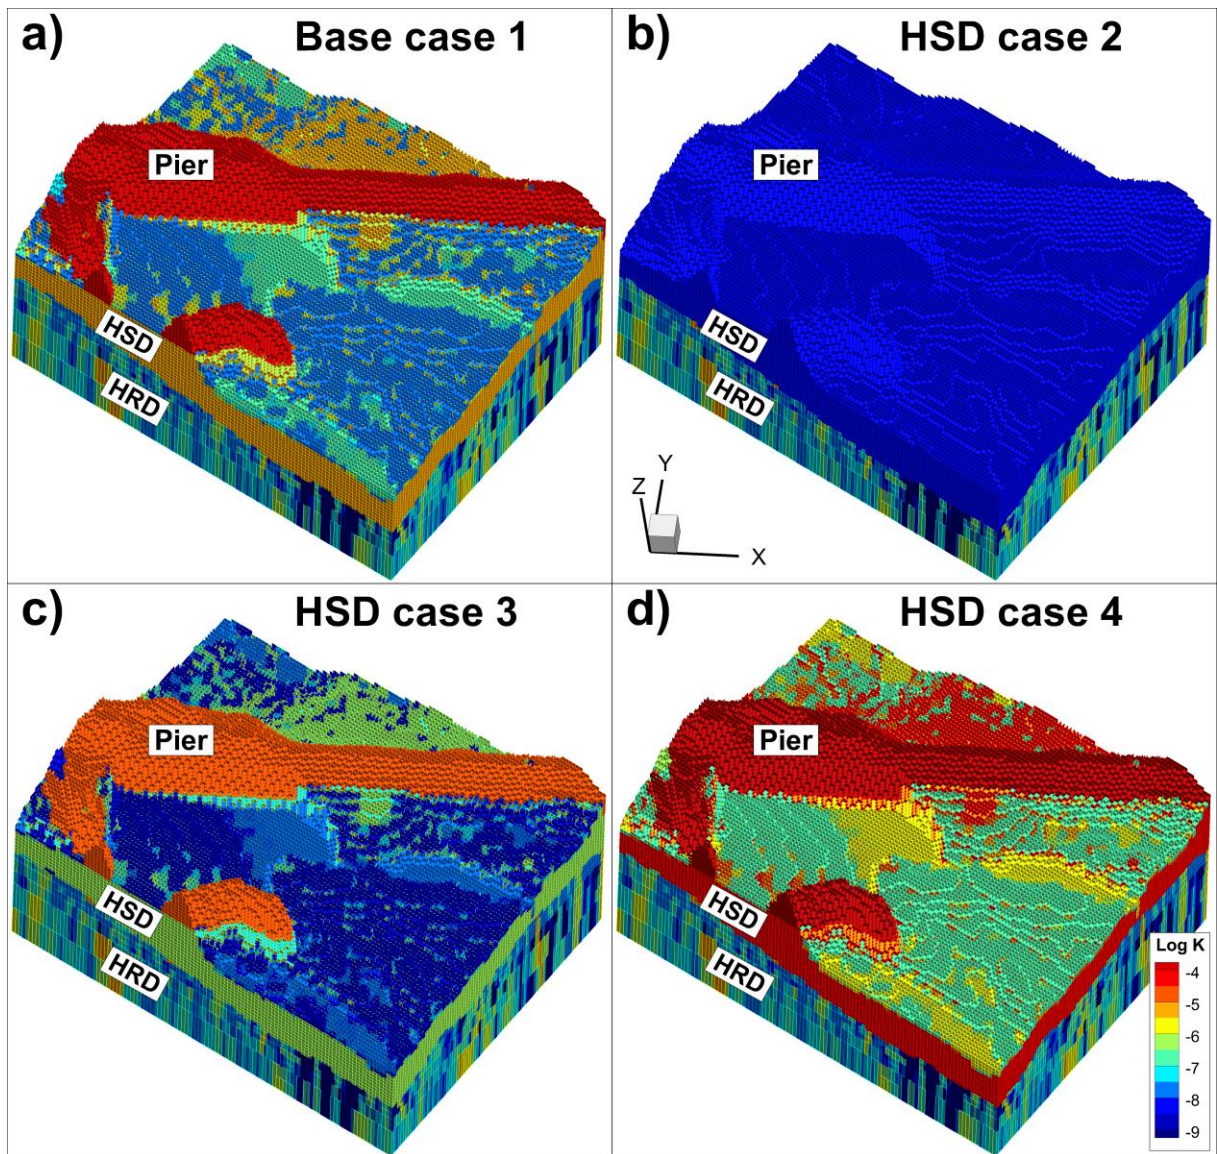 a) Base case 1
Pier
HSD
HRD
b) HSD case 2
Pier
HSD
HRD
Y
Z
X
c) HSD case 3
Pier
HSD
HRD
d) HSD case 4
Pier
HSD
HRD
Log K
-4
-5
-6
-7
-8
-9